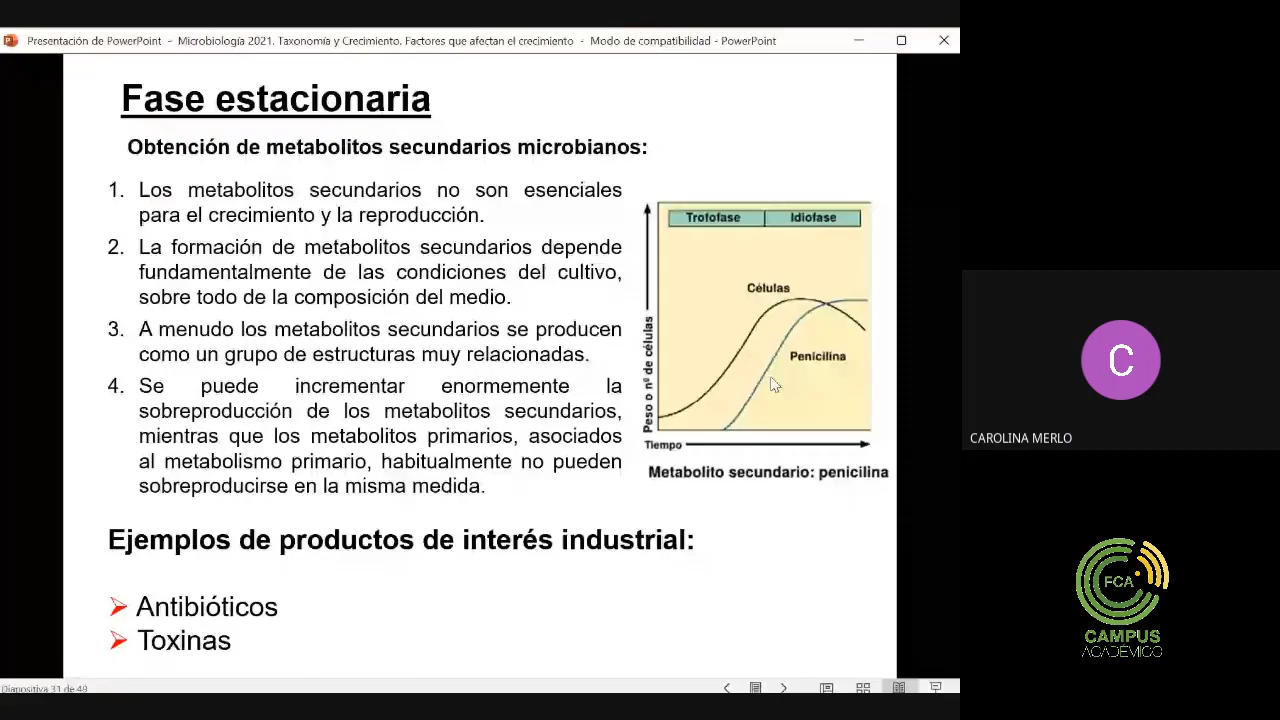 Presentación de PowerPoint - Microbiología 2021. Taxonomía y Crecimiento. Factores que afectan el crecimiento - Modo de compatibilidad - PowerPoint
Fase estacionaria
Obtención de metabolitos secundarios microbianos:
1. Los metabolitos secundarios no son esenciales
para el crecimiento y la reproducción.
2. La formación de metabolitos secundarios depende
fundamentalmente de las condiciones del cultivo,
sobre todo de la composición del medio.
3. A menudo los metabolitos secundarios se producen
como un grupo de estructuras muy relacionadas.
4. Se puede incrementar enormemente la
sobreproducción de los metabolitos secundarios,
mientras que los metabolitos primarios, asociados
al metabolismo primario, habitualmente no pueden
sobreproducirse en la misma medida.
Trofofase
Idiofase
Células
Penicilina
Peso o nº de células
Tiempo
Metabolito secundario: penicilina
Ejemplos de productos de interés industrial:
Antibióticos
Toxinas
Diapositiva 31 de 49
C
CAROLINA MERLO
FCA
CAMPUS
ACADÉMICO